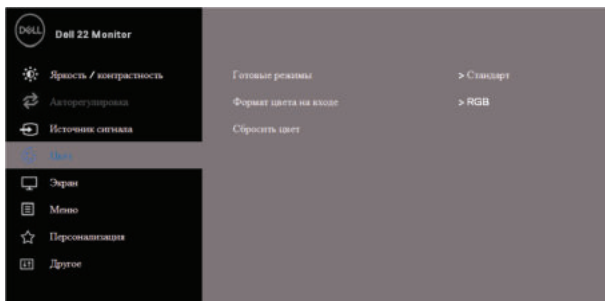 DELL
Dell 22 Monitor
Яркость / контрастность
Авторегулировка
Источник сигнала
Цвет
Экран
Меню
Персонализация
Другое
Готовые режимы > Стандарт
Формат цвета на входе > RGB
Сбросить цвет